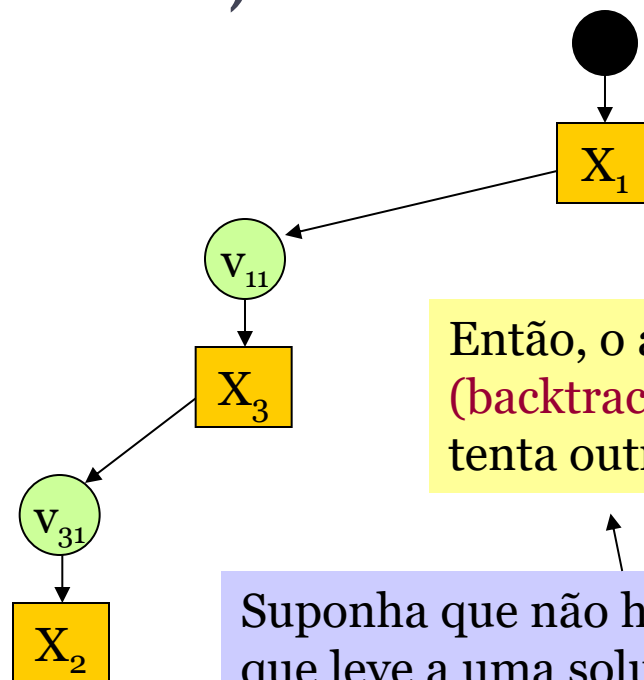 X₁
v₁₁
X₃
Então, o
(backtrac
tenta outr
v₃₁
Suponha que não h
X₂
que leve a uma solu